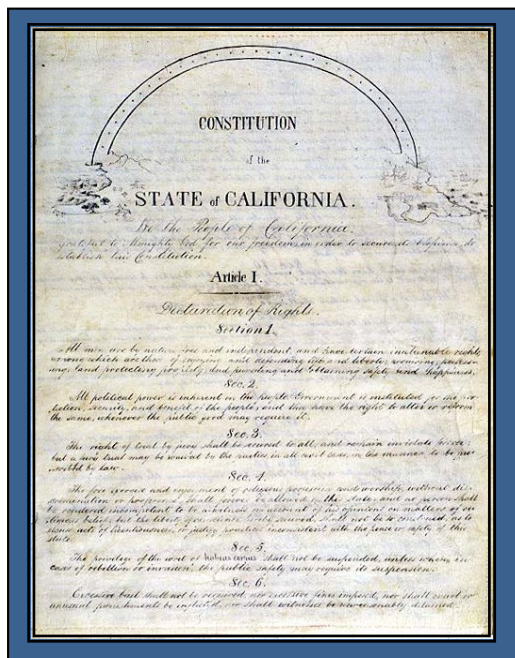 CONSTITUTION
of the
STATE of CALIFORNIA.
We the People of California,
grateful to Almighty God for our freedom: in order to secure its blessings, do
establish this Constitution.
Article I.
Declaration of Rights.
Section 1.
All men are by nature free and independent, and have certain inalienable rights,
among which are those of enjoying and defending life and liberty, acquiring, possess-
ing, and protecting property; and pursuing and obtaining safety and happiness.
Sec. 2.
All political power is inherent in the people. Government is instituted for the pro-
tection, security, and benefit of the people; and they have the right to alter or reform
the same, whenever the public good may require it.
Sec. 3.
The right of trial by jury shall be secured to all, and remain inviolate forever;
but a jury trial may be waived by the parties, in all civil cases, in the manner to be pre-
scribed by law.
Sec. 4.
The free exercise and enjoyment of religious profession and worship, without dis-
crimination or preference, shall forever be allowed in this State: and no person shall
be rendered incompetent to be a witness on account of his opinions on matters of re-
ligious belief; but the liberty of conscience, hereby secured, shall not be so construed, as to
excuse acts of licentiousness, or justify practices inconsistent with the peace or safety of this
State.
Sec. 5.
The privilege of the writ of habeas corpus shall not be suspended, unless when, in
cases of rebellion or invasion, the public safety may require its suspension.
Sec. 6.
Excessive bail shall not be required, nor excessive fines imposed, nor shall cruel or
unusual punishments be inflicted, nor shall witnesses be unreasonably detained.